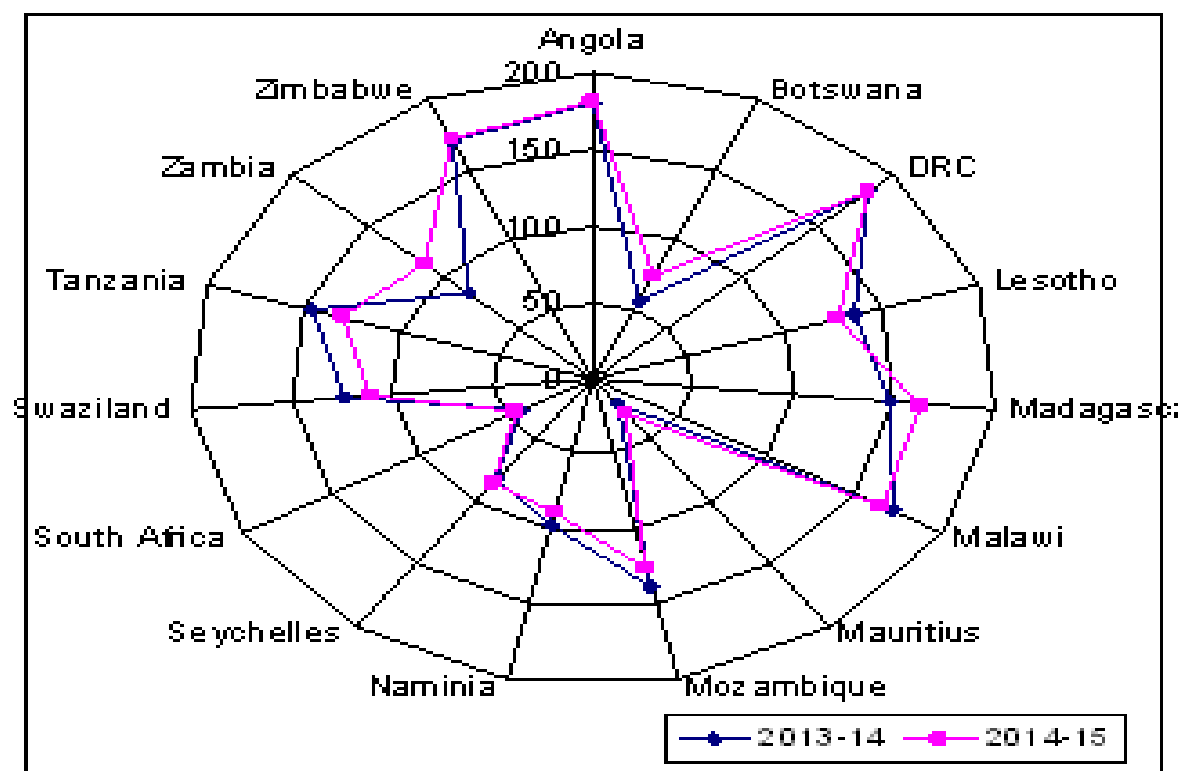 Angola
200
Zimbabwe
Botswana
150
Zambia
DRC
100
Tanzania
Lesotho
50
0
Swaziland
Madagasca
South Africa
Malawi
Seychelles
Mauritius
Naminia
Mozambique
2013-14
2014-15